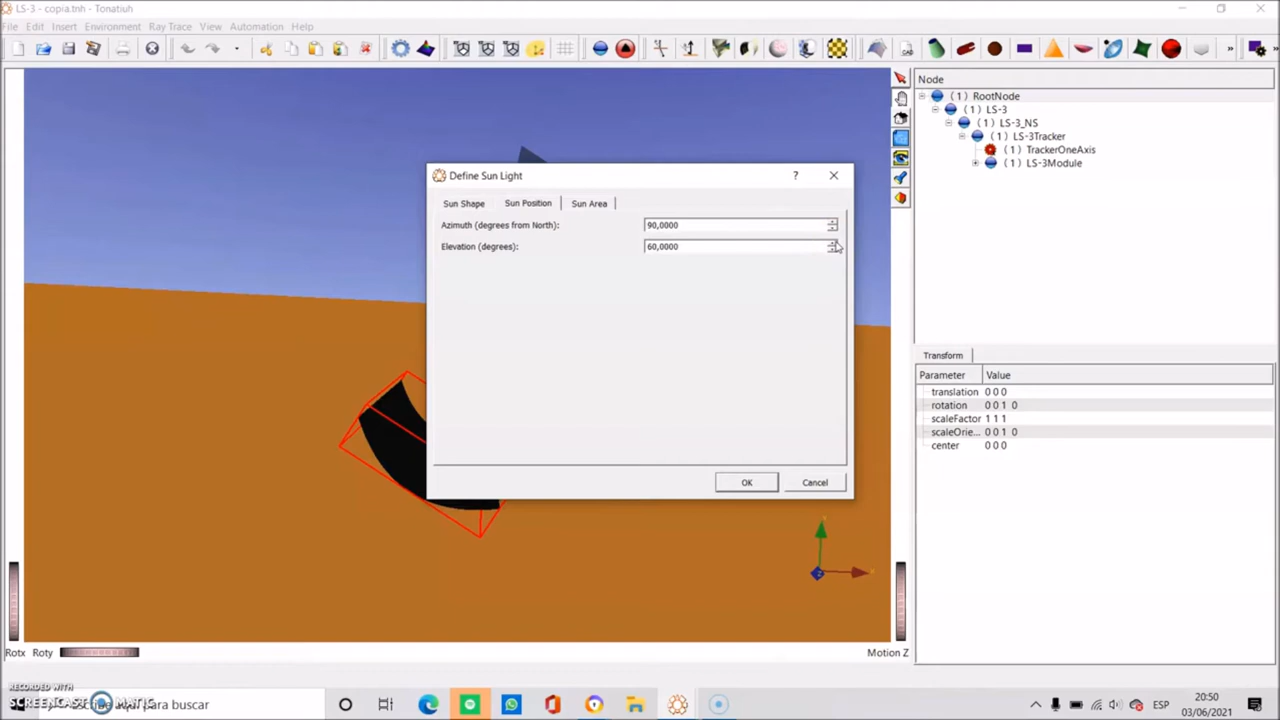 LS-3 - copia.tnh - Tonatiuh
File Edit Insert Environment Ray Trace View Automation Help
Define Sun Light
Sun Shape Sun Position Sun Area
Azimuth (degrees from North): 90,0000
Elevation (degrees): 60,0000
OK Cancel
Node
(1) RootNode
(1) LS-3
(1) LS-3_NS
(1) LS-3Tracker
(1) TrackerOneAxis
(1) LS-3Module
Transform
Parameter Value
translation 0 0 0
rotation 0 0 1 0
scaleFactor 1 1 1
scaleOrie... 0 0 1 0
center 0 0 0
Rotx Roty Motion Z
RECORDED WITH
SCREENCAST MATIC
aquí para buscar
ESP
20:50
03/06/2021